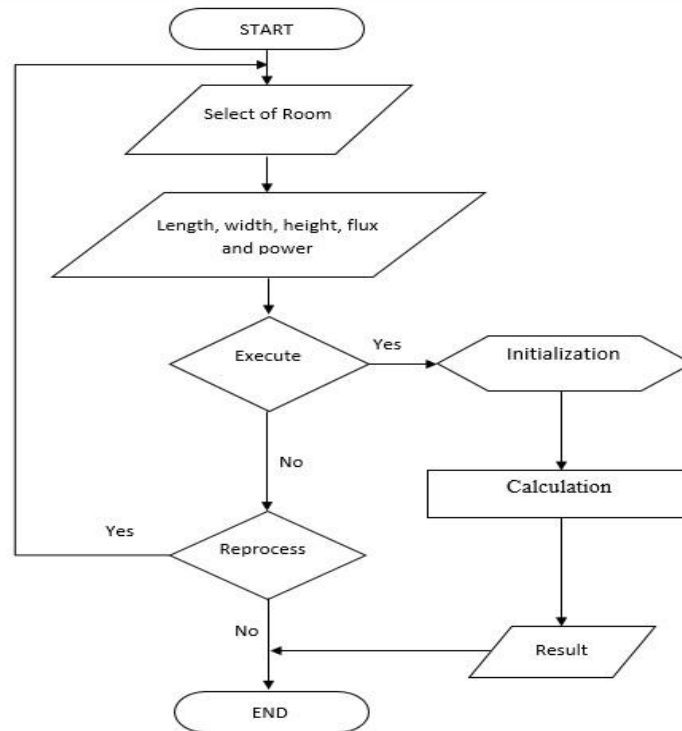 START
Select of Room
Length, width, height, flux
and power
Execute
Yes
Initialization
No
Calculation
Yes
Reprocess
No
Result
END